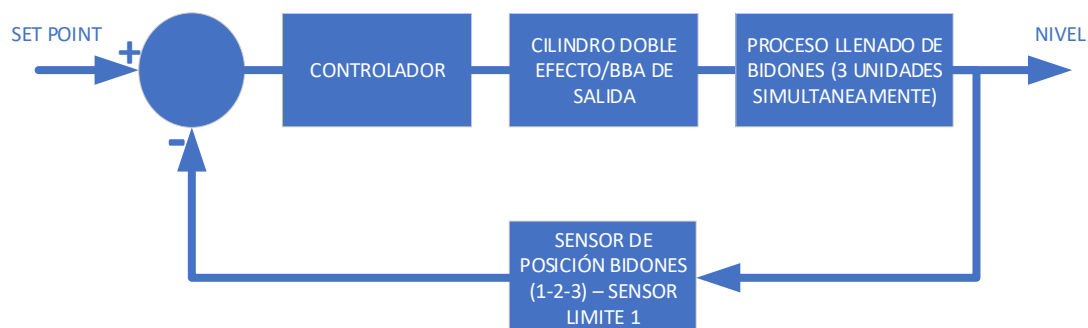 SET POINT
+
-
CONTROLADOR
CILINDRO DOBLE
EFECTO/BBA DE
SALIDA
PROCESO LLENADO DE
BIDONES (3 UNIDADES
SIMULTANEAMENTE)
NIVEL
SENSOR DE
POSICIÓN BIDONES
(1-2-3) – SENSOR
LIMITE 1